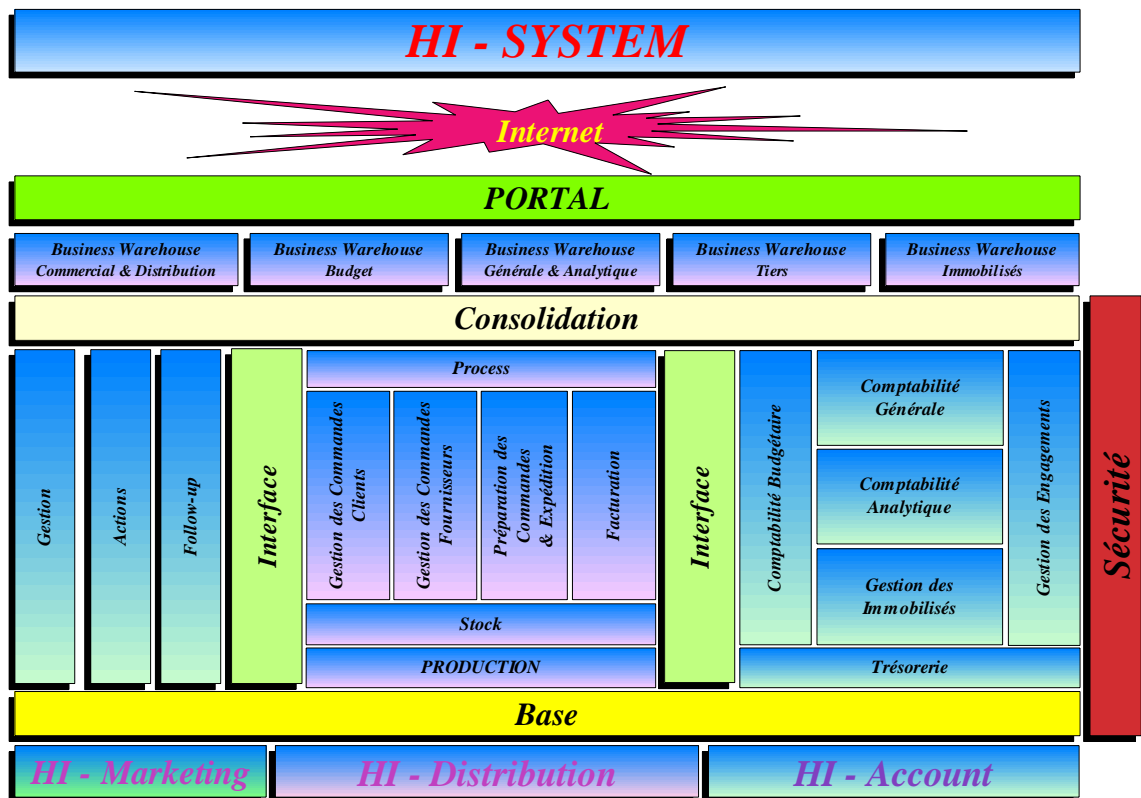 HI - SYSTEM
Internet
PORTAL
Business Warehouse
Commercial & Distribution
Business Warehouse
Budget
Business Warehouse
Générale & Analytique
Business Warehouse
Tiers
Business Warehouse
Immobilisés
Consolidation
Gestion
Actions
Follow-up
Interface
Process
Gestion des Commandes
Clients
Gestion des Commandes
Fournisseurs
Préparation des
Commandes
& Expédition
Facturation
Stock
PRODUCTION
Interface
Comptabilité Budgétaire
Comptabilité
Générale
Comptabilité
Analytique
Gestion des
Immobilisés
Gestion des Engagements
Trésorerie
Sécurité
Base
HI - Marketing
HI - Distribution
HI - Account